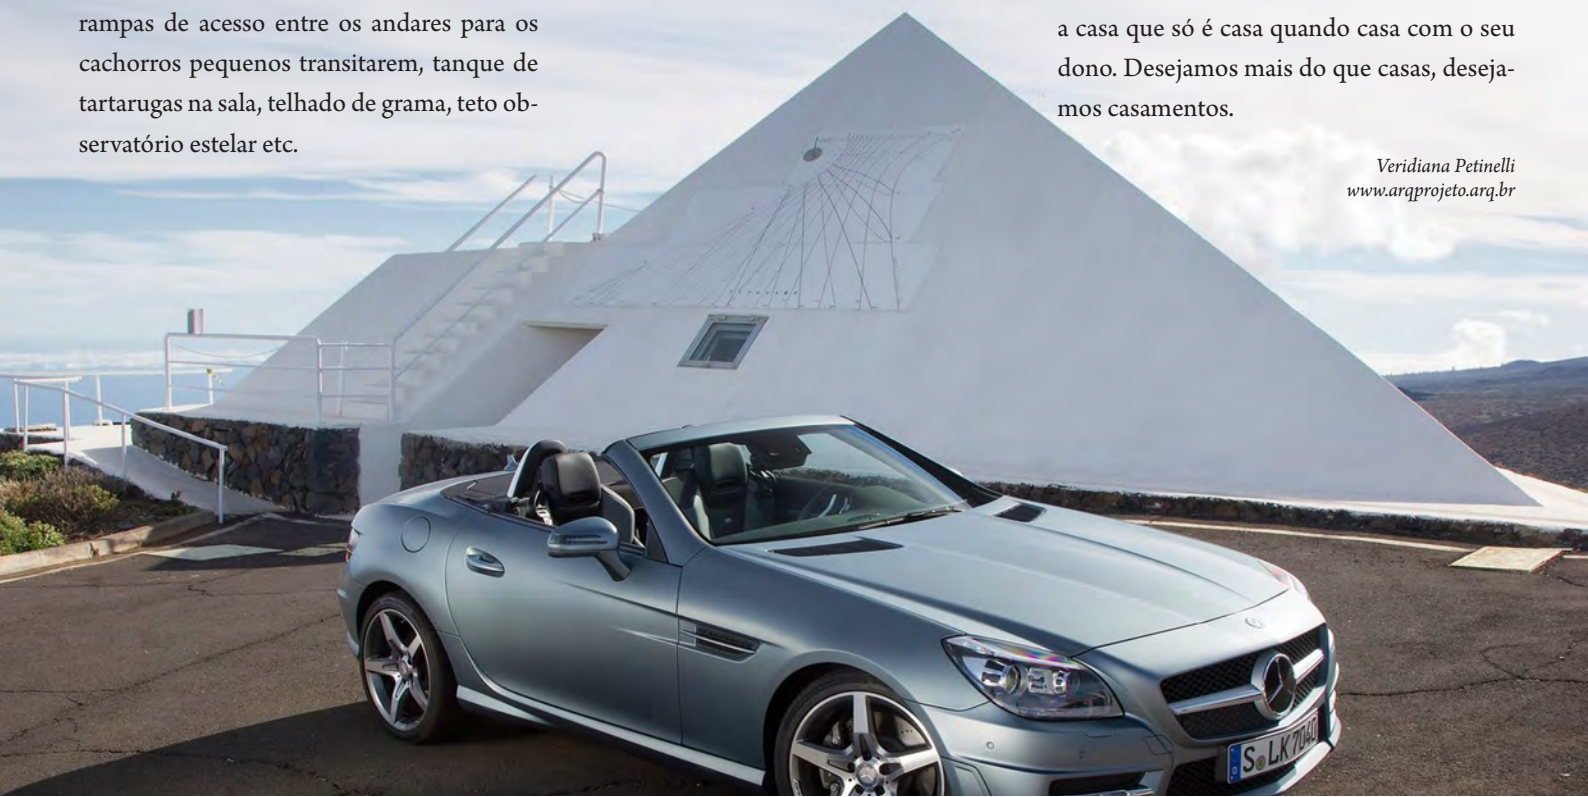 rampas de acesso entre os andares para os
cachorros pequenos transitarem, tanque de
tartarugas na sala, telhado de grama, teto ob-
servatório estelar etc.
a casa que só é casa quando casa com o seu
dono. Desejamos mais do que casas, deseja-
mos casamentos.
Veridiana Petinelli
www.arqprojeto.arq.br
S LK 7040